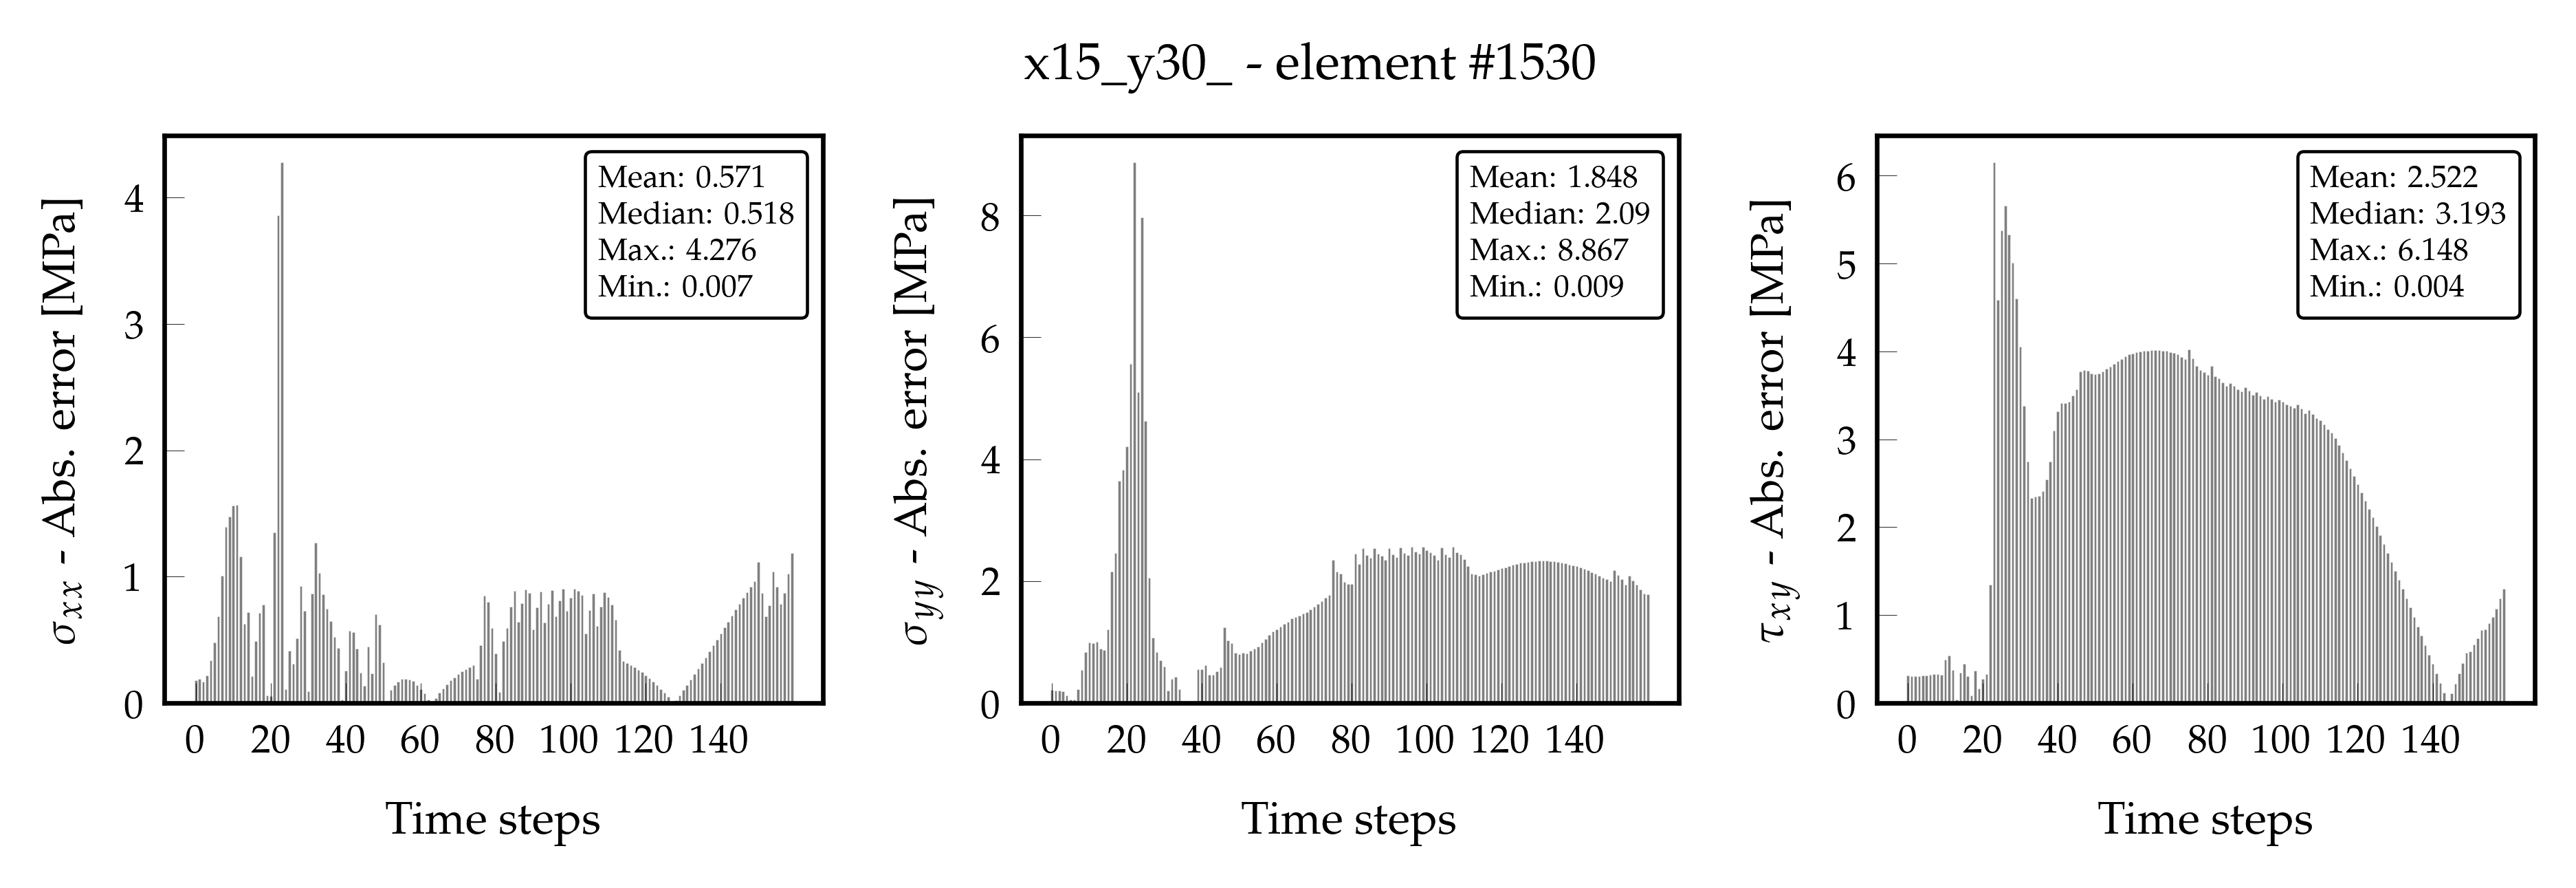 x15_y30_ - element #1530
σxx - Abs. error [MPa]
4
3
2
1
0
Mean: 0.571
Median: 0.518
Max.: 4.276
Min.: 0.007
0 20 40 60 80 100 120 140
Time steps
σyy - Abs. error [MPa]
8
6
4
2
0
Mean: 1.848
Median: 2.09
Max.: 8.867
Min.: 0.009
0 20 40 60 80 100 120 140
Time steps
τxy - Abs. error [MPa]
6
5
4
3
2
1
0
Mean: 2.522
Median: 3.193
Max.: 6.148
Min.: 0.004
0 20 40 60 80 100 120 140
Time steps